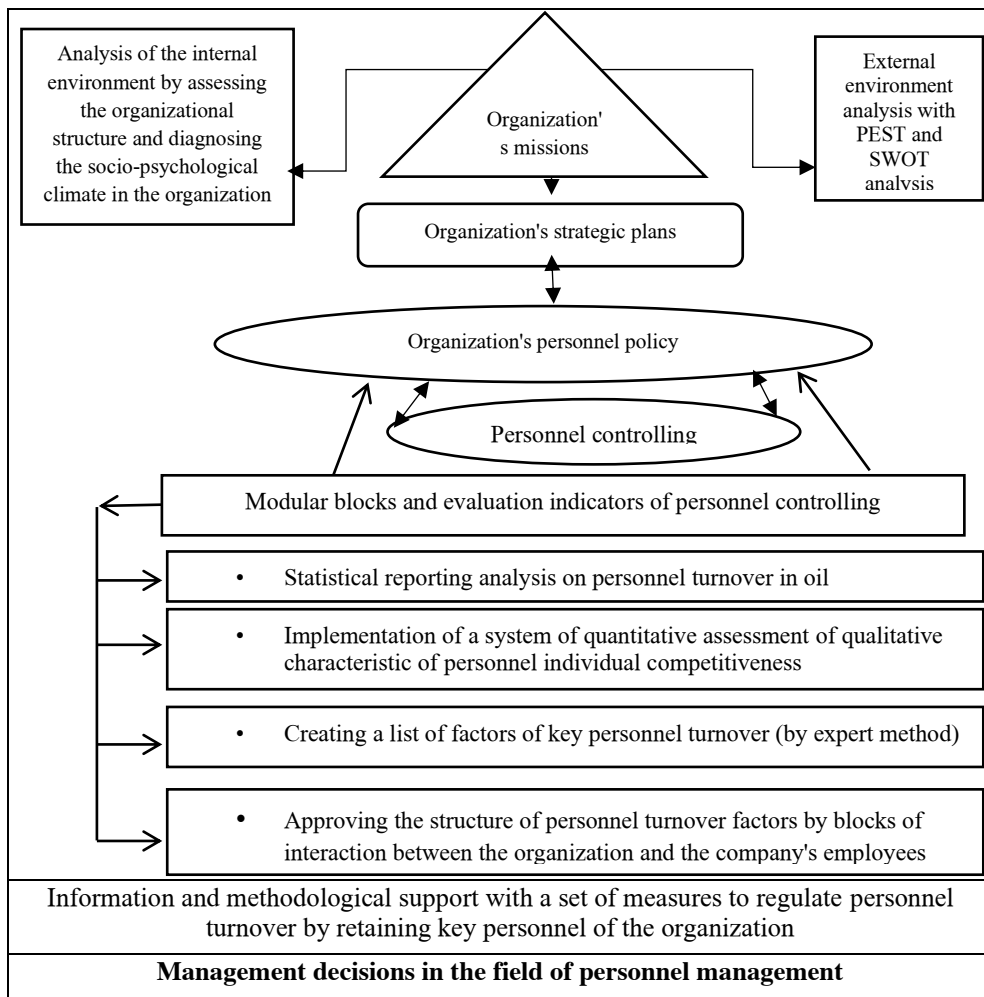 Analysis of the internal
environment by assessing
the organizational
structure and diagnosing
the socio-psychological
climate in the organization
Organization'
s missions
External
environment
analysis with
PEST and
SWOT
analvsis
Organization's strategic plans
Organization's personnel policy
Personnel controlling
Modular blocks and evaluation indicators of personnel controlling
• Statistical reporting analysis on personnel turnover in oil
• Implementation of a system of quantitative assessment of qualitative
characteristic of personnel individual competitiveness
• Creating a list of factors of key personnel turnover (by expert method)
• Approving the structure of personnel turnover factors by blocks of
interaction between the organization and the company's employees
Information and methodological support with a set of measures to regulate personnel
turnover by retaining key personnel of the organization
Management decisions in the field of personnel management